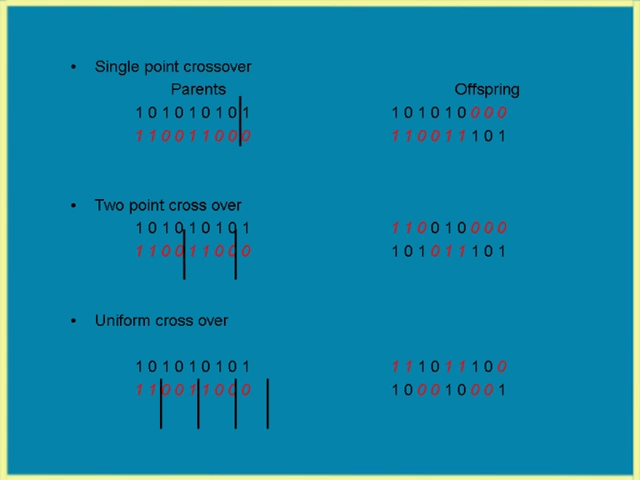 • Single point crossover
Parents Offspring
1 0 1 0 1 0 1 0 1 1 0 1 0 1 0 0 0 0
1 1 0 0 1 1 0 0 0 1 1 0 0 1 1 1 0 1
• Two point cross over
1 0 1 0 1 0 1 0 1 1 1 0 0 1 0 0 0 0
1 1 0 0 1 1 0 0 0 1 0 1 0 1 1 1 0 1
• Uniform cross over
1 0 1 0 1 0 1 0 1 1 1 1 0 1 1 1 0 0
1 1 0 0 1 1 0 0 0 1 0 0 0 1 0 0 0 1